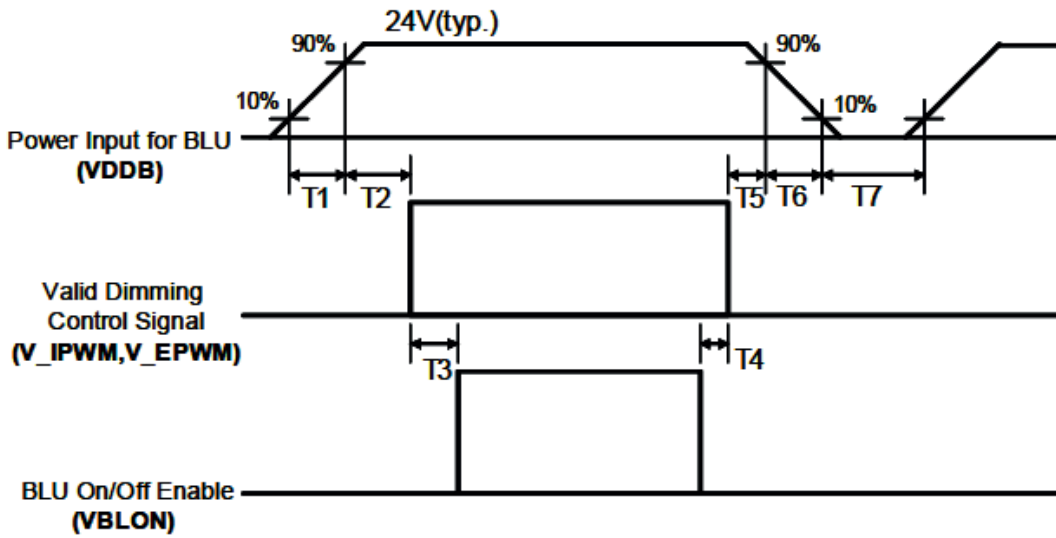 24V(typ.)
90%
90%
10%
10%
Power Input for BLU
(VDDB)
T1
T2
T5
T6
T7
Valid Dimming
Control Signal
(V_IPWM,V_EPWM)
T3
T4
BLU On/Off Enable
(VBLON)